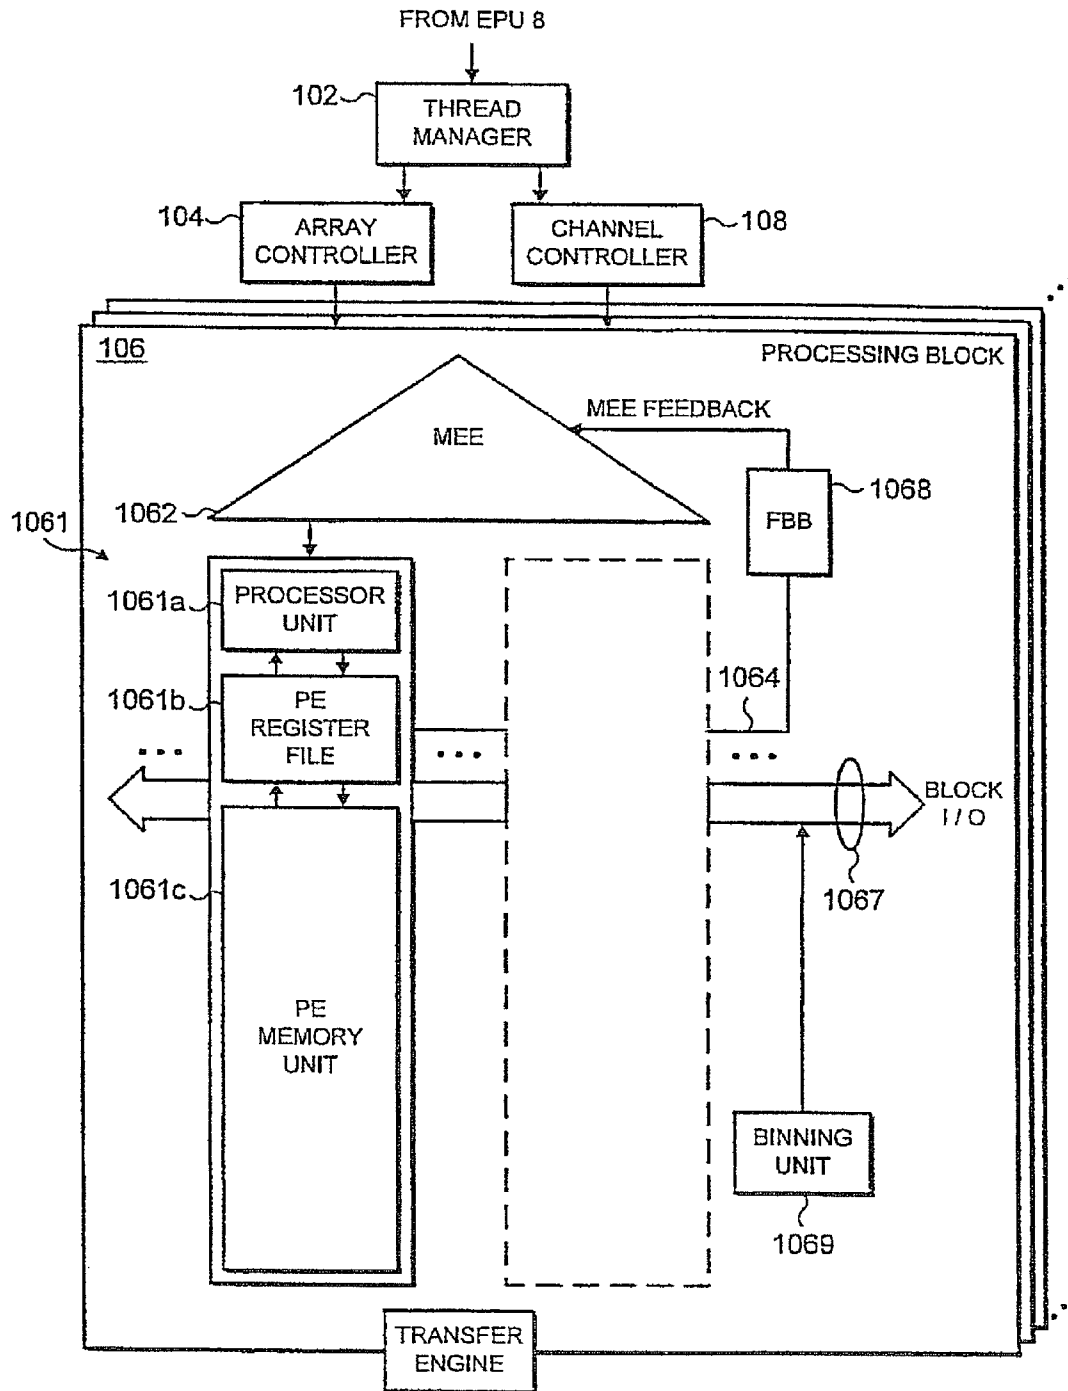 FROM EPU 8
102
THREAD
MANAGER
104
ARRAY
CONTROLLER
CHANNEL
CONTROLLER
108
106
PROCESSING BLOCK
MEE FEEDBACK
MEE
1062
1068
FBB
1061
1061a
PROCESSOR
UNIT
1061b
PE
REGISTER
FILE
1064
BLOCK
I / O
1067
1061c
PE
MEMORY
UNIT
BINNING
UNIT
1069
TRANSFER
ENGINE